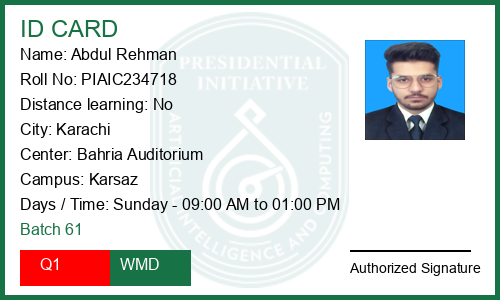 ID CARD
Name: Abdul Rehman
Roll No: PIAIC234718
Distance learning: No
City: Karachi
Center: Bahria Auditorium
Campus: Karsaz
Days / Time: Sunday - 09:00 AM to 01:00 PM
Batch 61
Q1 WMD
Authorized Signature
PRESIDENTIAL
INITIATIVE
ARTIFICIAL INTELLIGENCE AND COMPUTING